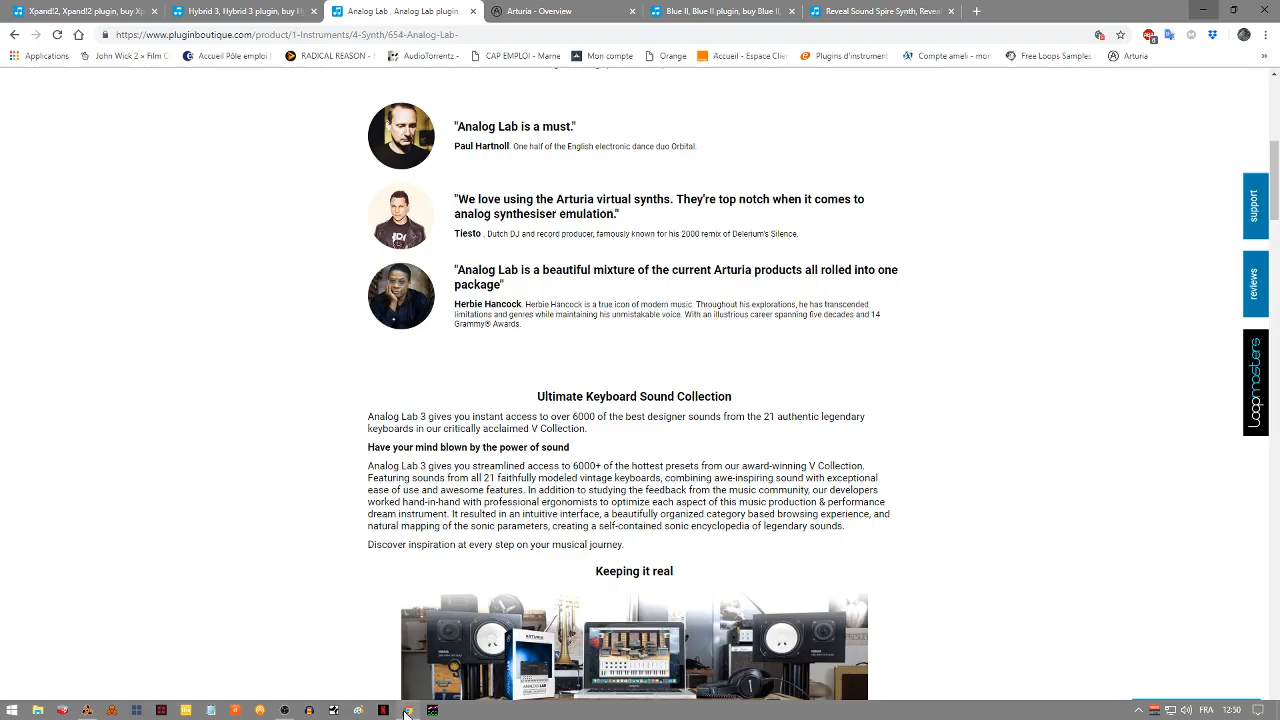 Xpand!2, Xpand!2 plugin, buy Xp
Hybrid 3, Hybrid 3 plugin, buy Hy
Analog Lab , Analog Lab plugin,
Arturia - Overview
Blue II, Blue II plugin, buy Blue II,
Reveal Sound Spire Synth, Revea
https://www.pluginboutique.com/product/1-Instruments/4-Synth/654-Analog-Lab-
Applications
John Wick 2 » Film C
Accueil Pôle emploi |
RADICAL REASON - F
AudioTorrentz -
CAP EMPLOI - Marne
Mon compte
Orange
Accueil - Espace Clie
Plugins d'instrument
Compte ameli - mon
Free Loops Samples
Arturia
"Analog Lab is a must."
Paul Hartnoll. One half of the English electronic dance duo Orbital.
"We love using the Arturia virtual synths. They're top notch when it comes to
analog synthesiser emulation."
Tiesto , Dutch DJ and record producer, famously known for his 2000 remix of Delerium's Silence.
"Analog Lab is a beautiful mixture of the current Arturia products all rolled into one
package"
Herbie Hancock. Herbie Hancock is a true icon of modern music. Throughout his explorations, he has transcended
limitations and genres while maintaining his unmistakable voice. With an illustrious career spanning five decades and 14
Grammy® Awards.
support
reviews
loopmasters
Ultimate Keyboard Sound Collection
Analog Lab 3 gives you instant access to over 6000 of the best designer sounds from the 21 authentic legendary
keyboards in our critically acclaimed V Collection.
Have your mind blown by the power of sound
Analog Lab 3 gives you streamlined access to 6000+ of the hottest presets from our award-winning V Collection.
Featuring sounds from all 21 faithfully modeled vintage keyboards, combining awe-inspiring sound with exceptional
ease of use and awesome features. In addition to studying the feedback from the music community, our developers
worked hand-in-hand with professional ergonomists to optimize each aspect of this music production & performance
dream instrument. It resulted in an intuitive interface, a beautifully organized category based browsing experience, and
natural mapping of the sonic parameters, creating a self-contained sonic encyclopedia of legendary sounds.
Discover inspiration at every step on your musical journey.
Keeping it real
ARTURIA
ANALOG LAB
FRA
12:50